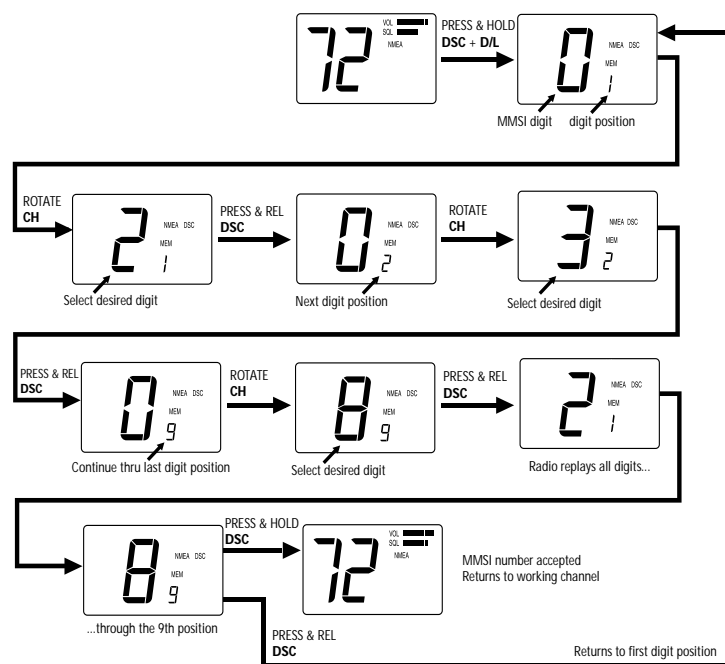 72
VOL
SQL
NMEA
PRESS & HOLD
DSC + D/L
0
NMEA DSC
MEM
1
MMSI digit
digit position
ROTATE
CH
2
NMEA DSC
MEM
1
Select desired digit
PRESS & REL
DSC
0
NMEA DSC
MEM
2
Next digit position
ROTATE
CH
3
NMEA DSC
MEM
2
Select desired digit
PRESS & REL
DSC
0
NMEA DSC
MEM
9
Continue thru last digit position
ROTATE
CH
8
NMEA DSC
MEM
9
Select desired digit
PRESS & REL
DSC
2
NMEA DSC
MEM
1
Radio replays all digits...
8
NMEA DSC
MEM
9
...through the 9th position
PRESS & HOLD
DSC
72
VOL
SQL
NMEA
MMSI number accepted
Returns to working channel
PRESS & REL
DSC
Returns to first digit position